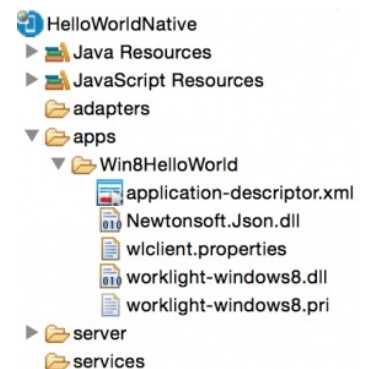 HelloWorldNative
Java Resources
JavaScript Resources
adapters
apps
Win8HelloWorld
application-descriptor.xml
Newtonsoft.Json.dll
wlclient.properties
worklight-windows8.dll
worklight-windows8.pri
server
services